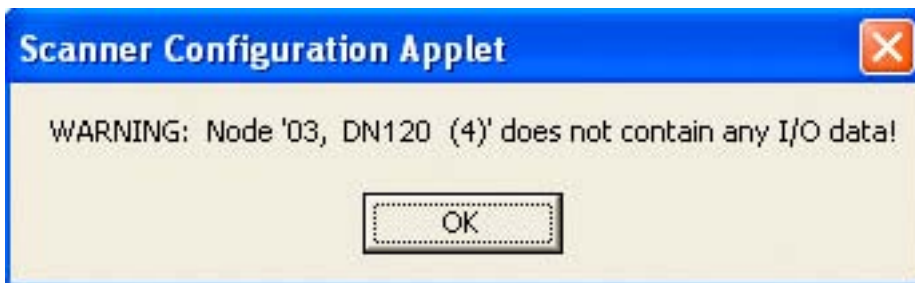 Scanner Configuration Applet
WARNING:  Node '03,  DN120  (4)' does not contain any I/O data!
OK